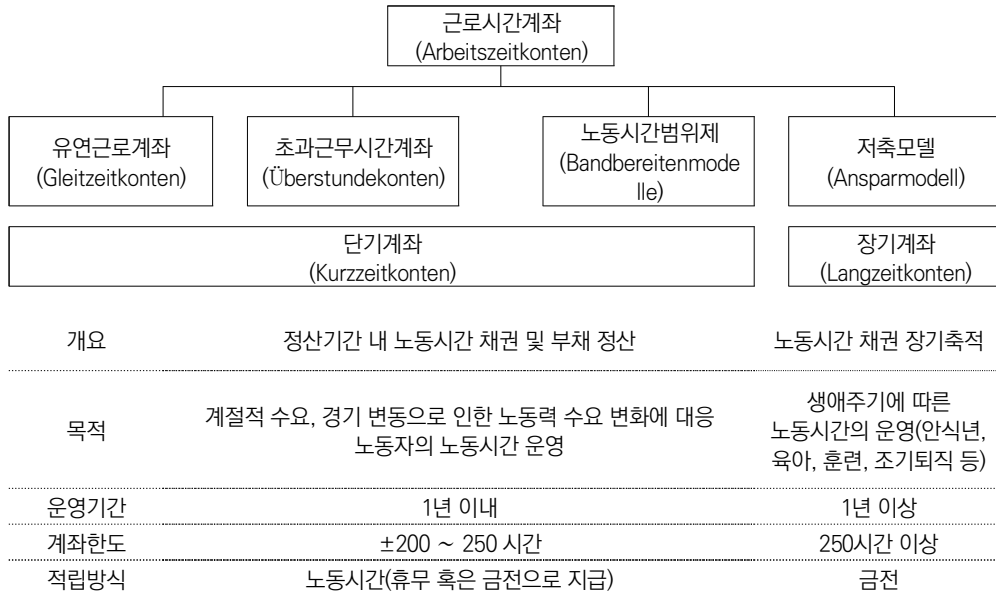 근로시간계좌
(Arbeitszeitkonten)
유연근로계좌
(Gleitzeitkonten)
초과근무시간계좌
(Überstundekonten)
노동시간범위제
(Bandbereitenmode
lle)
저축모델
(Ansparmodell)
단기계좌
(Kurzzeitkonten)
장기계좌
(Langzeitkonten)
개요
정산기간 내 노동시간 채권 및 부채 정산
노동시간 채권 장기축적
목적
계절적 수요, 경기 변동으로 인한 노동력 수요 변화에 대응
노동자의 노동시간 운영
생애주기에 따른
노동시간의 운영(안식년,
육아, 훈련, 조기퇴직 등)
운영기간
1년 이내
1년 이상
계좌한도
±200 ~ 250 시간
250시간 이상
적립방식
노동시간(휴무 혹은 금전으로 지급)
금전